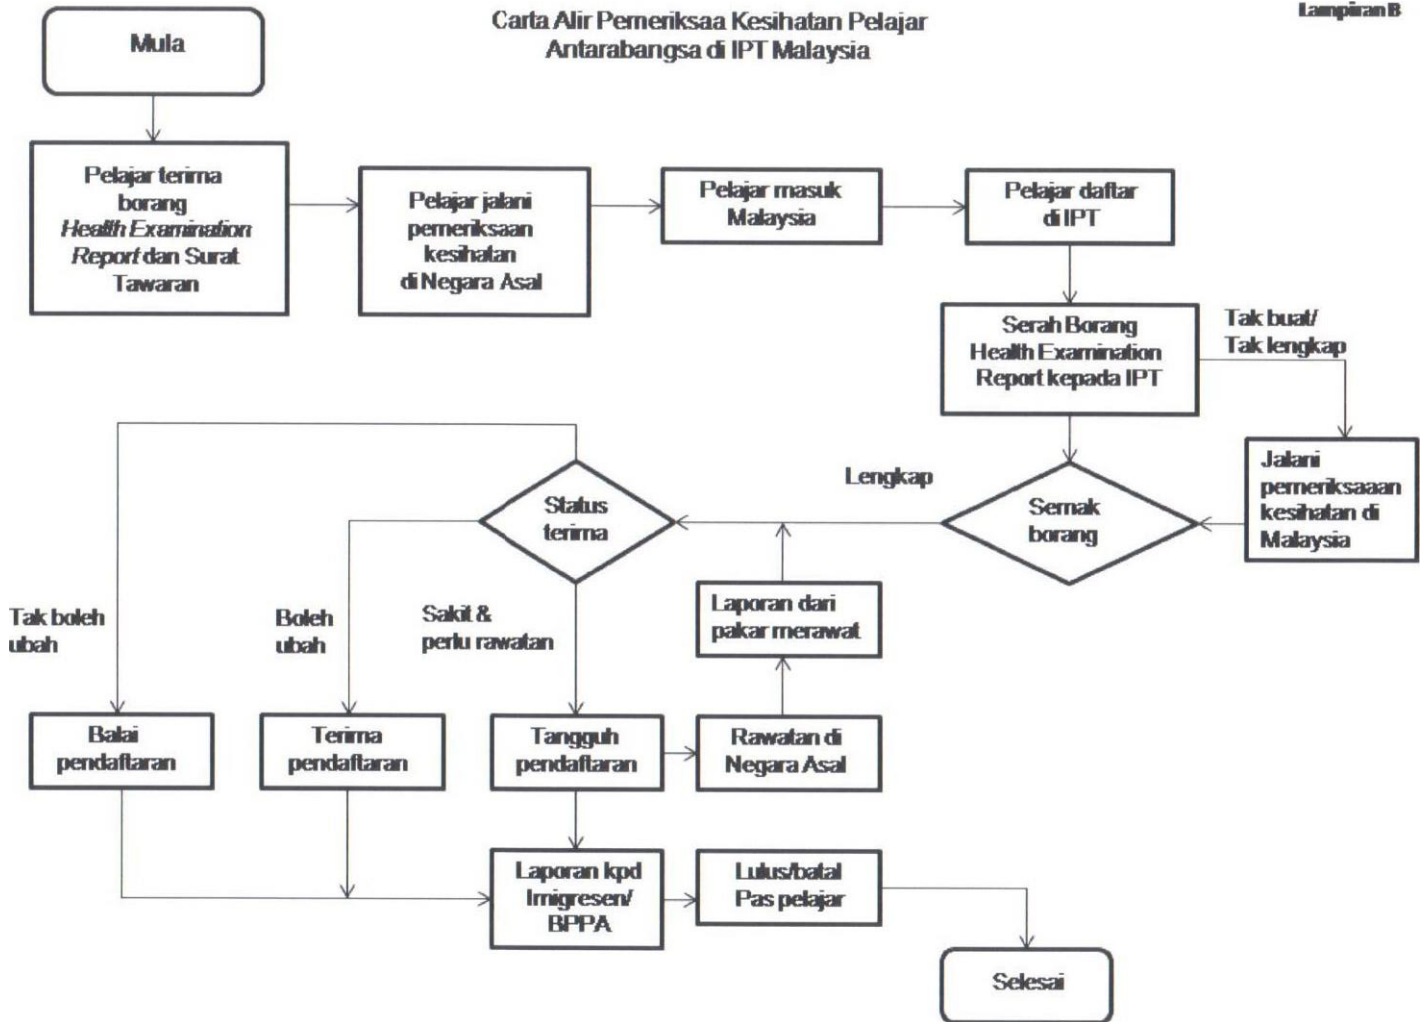 Lampiran B
Carta Alir Pemeriksaa Kesihatan Pelajar
Antarabangsa di IPT Malaysia
Mula
Pelajar terima
borang
Health Examination
Report dan Surat
Tawaran
Pelajar jalani
pemeriksaan
kesihatan
di Negara Asal
Pelajar masuk
Malaysia
Pelajar daftar
di IPT
Serah Borang
Health Examination
Report kepada IPT
Tak buat/
Tak lengkap
Jalani
pemeriksaaan
kesihatan di
Malaysia
Semak
borang
Lengkap
Status
terima
Laporan dari
pakar merawat
Tak boleh
ubah
Boleh
ubah
Sakit &
perlu rawatan
Balai
pendaftaran
Terima
pendaftaran
Tangguh
pendaftaran
Rawatan di
Negara Asal
Laporan kpd
Imigresen/
BPPA
Lulus/batal
Pas pelajar
Selesai